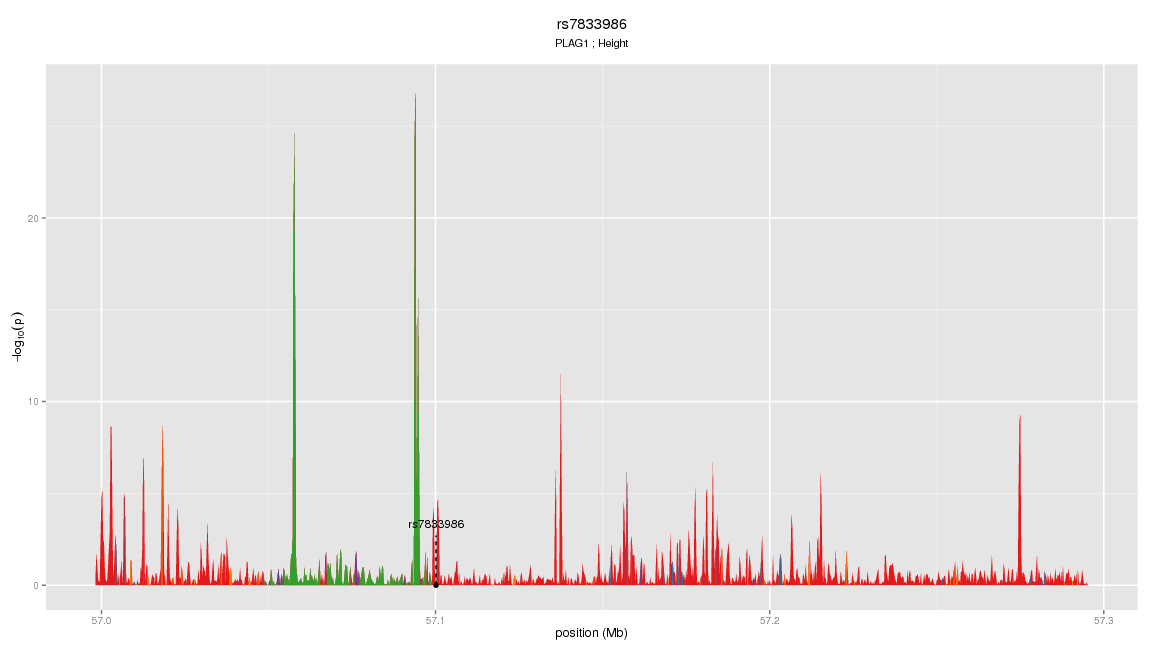 rs7833986
PLAG1 ; Height
20
10
0
−log10(p)
rs7833986
57.0 57.1 57.2 57.3
position (Mb)